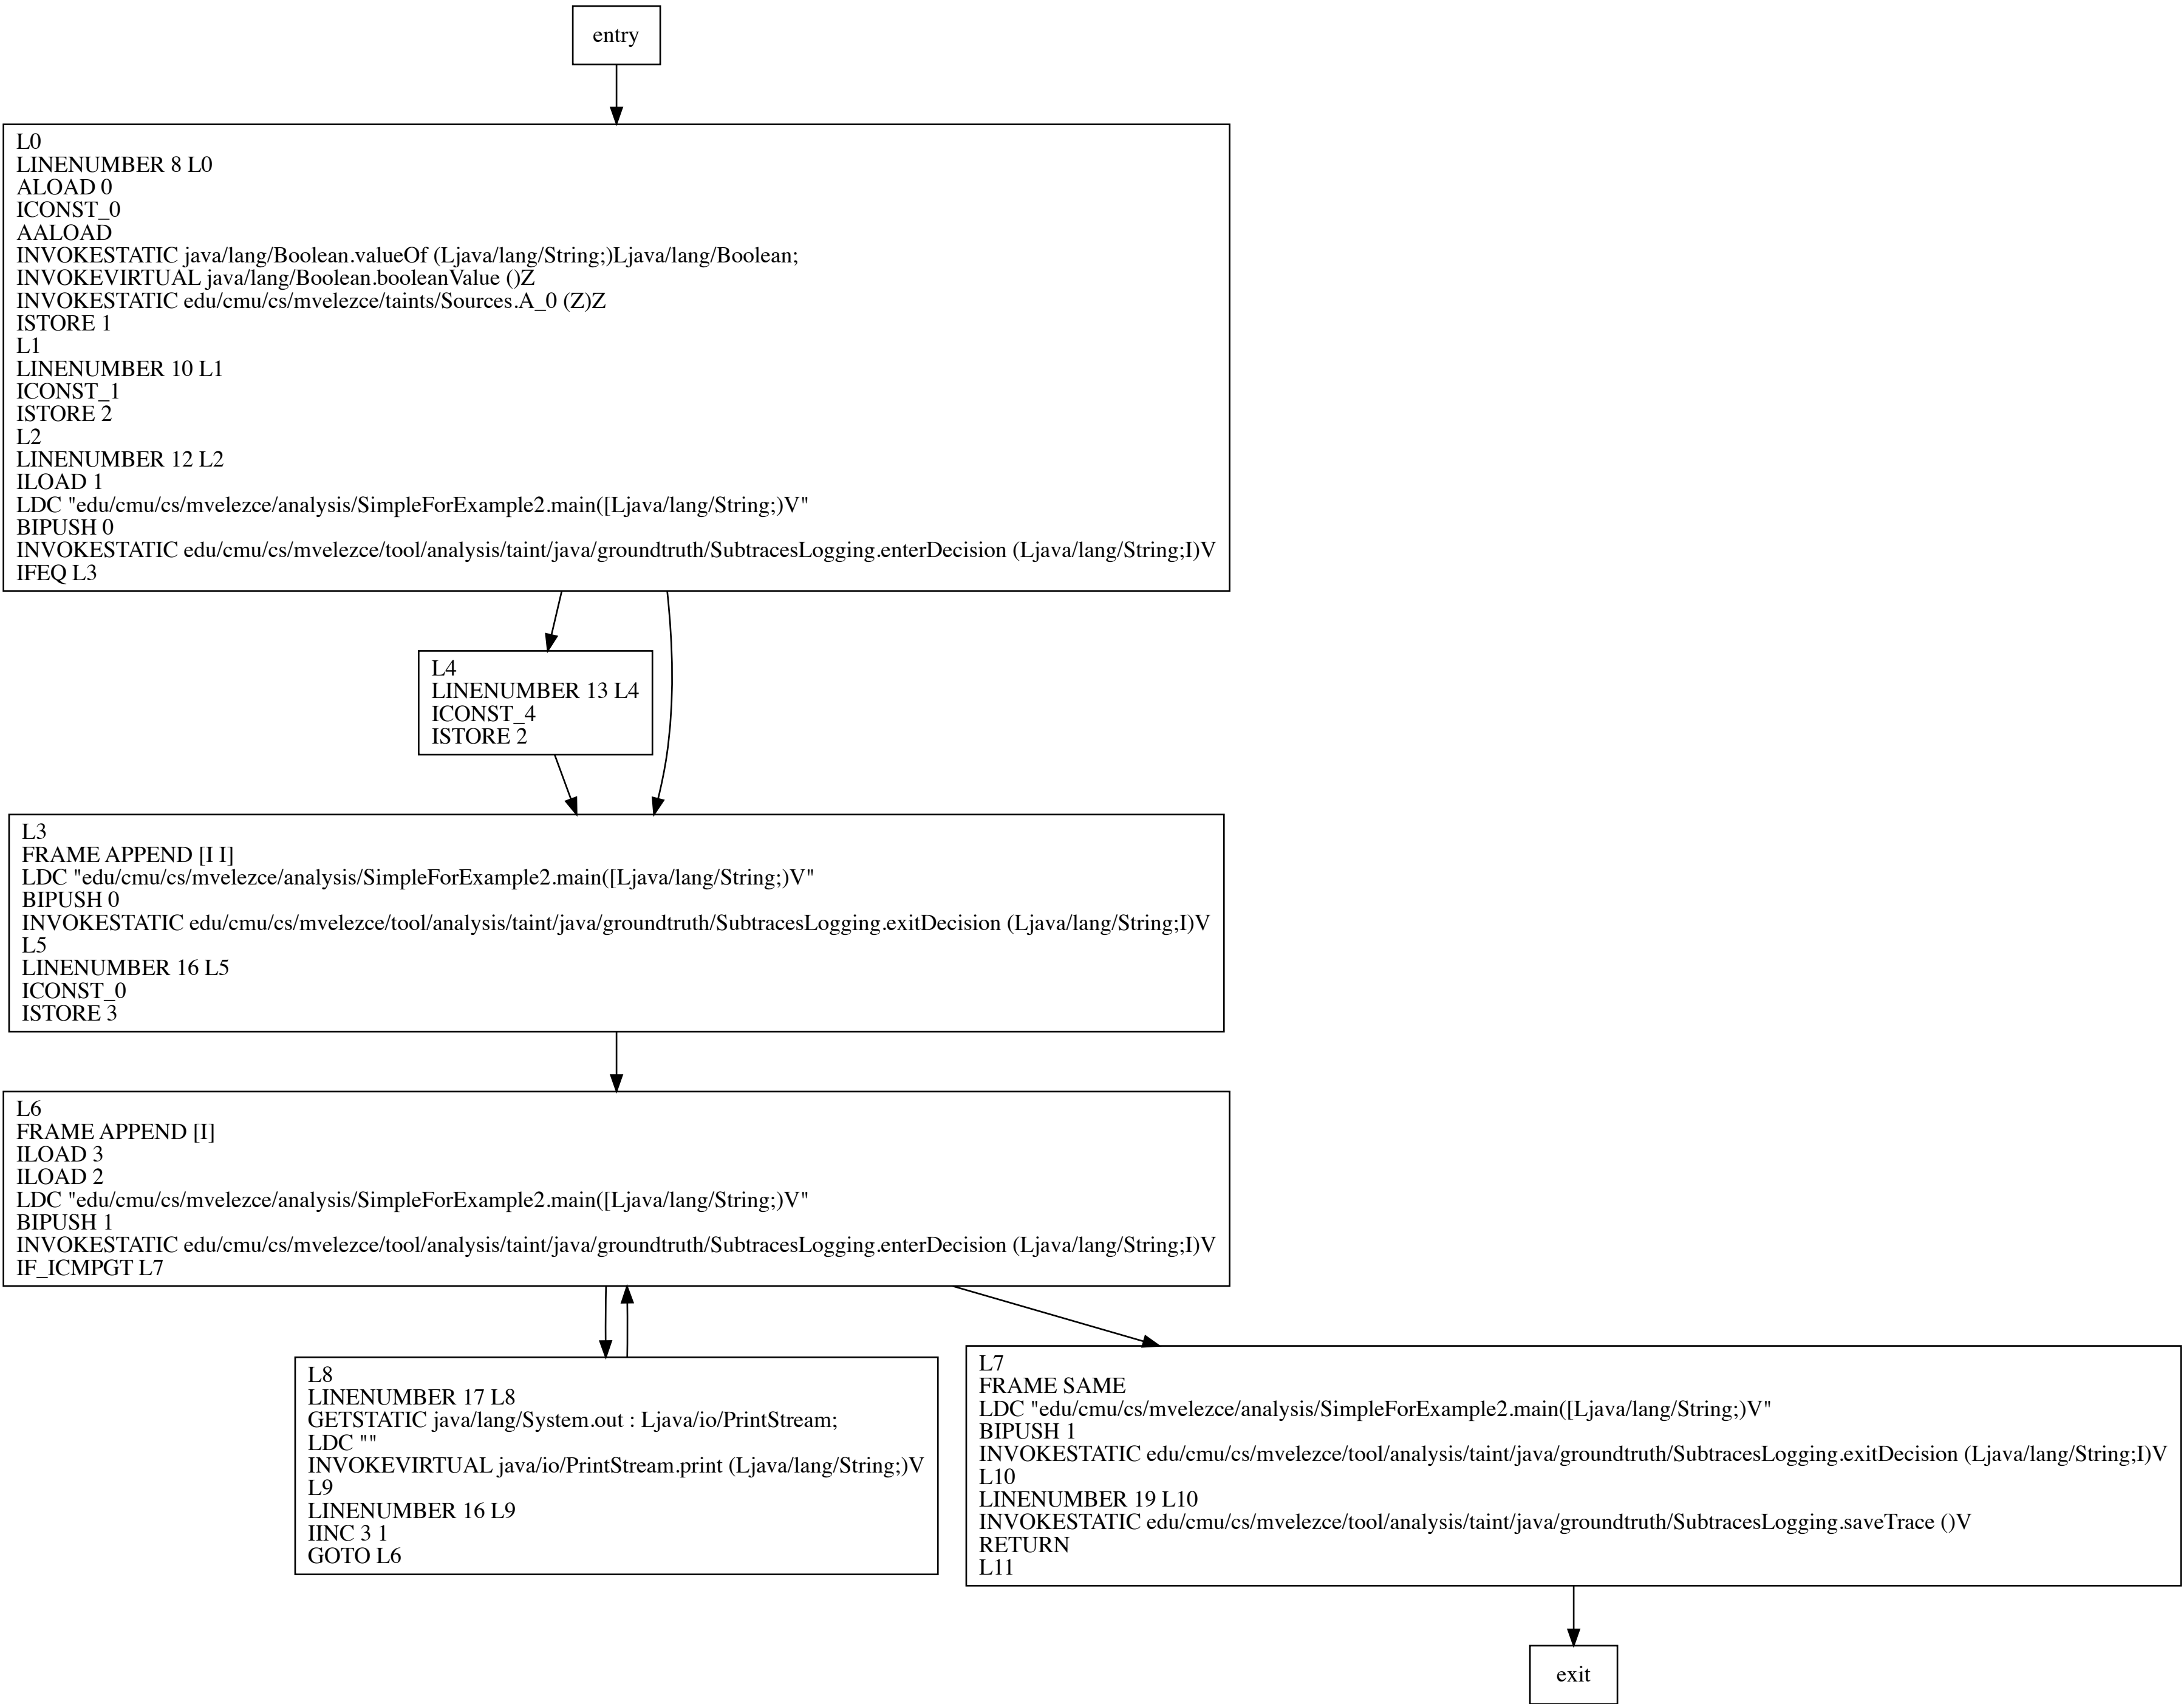 entry
L0
LINENUMBER 8 L0
ALOAD 0
ICONST_0
AALOAD
INVOKESTATIC java/lang/Boolean.valueOf (Ljava/lang/String;)Ljava/lang/Boolean;
INVOKEVIRTUAL java/lang/Boolean.booleanValue ()Z
INVOKESTATIC edu/cmu/cs/mvelezce/taints/Sources.A_0 (Z)Z
ISTORE 1
L1
LINENUMBER 10 L1
ICONST_1
ISTORE 2
L2
LINENUMBER 12 L2
ILOAD 1
LDC "edu/cmu/cs/mvelezce/analysis/SimpleForExample2.main([Ljava/lang/String;)V"
BIPUSH 0
INVOKESTATIC edu/cmu/cs/mvelezce/tool/analysis/taint/java/groundtruth/SubtracesLogging.enterDecision (Ljava/lang/String;I)V
IFEQ L3
L4
LINENUMBER 13 L4
ICONST_4
ISTORE 2
L3
FRAME APPEND [I I]
LDC "edu/cmu/cs/mvelezce/analysis/SimpleForExample2.main([Ljava/lang/String;)V"
BIPUSH 0
INVOKESTATIC edu/cmu/cs/mvelezce/tool/analysis/taint/java/groundtruth/SubtracesLogging.exitDecision (Ljava/lang/String;I)V
L5
LINENUMBER 16 L5
ICONST_0
ISTORE 3
L6
FRAME APPEND [I]
ILOAD 3
ILOAD 2
LDC "edu/cmu/cs/mvelezce/analysis/SimpleForExample2.main([Ljava/lang/String;)V"
BIPUSH 1
INVOKESTATIC edu/cmu/cs/mvelezce/tool/analysis/taint/java/groundtruth/SubtracesLogging.enterDecision (Ljava/lang/String;I)V
IF_ICMPGT L7
L8
LINENUMBER 17 L8
GETSTATIC java/lang/System.out : Ljava/io/PrintStream;
LDC ""
INVOKEVIRTUAL java/io/PrintStream.print (Ljava/lang/String;)V
L9
LINENUMBER 16 L9
IINC 3 1
GOTO L6
L7
FRAME SAME
LDC "edu/cmu/cs/mvelezce/analysis/SimpleForExample2.main([Ljava/lang/String;)V"
BIPUSH 1
INVOKESTATIC edu/cmu/cs/mvelezce/tool/analysis/taint/java/groundtruth/SubtracesLogging.exitDecision (Ljava/lang/String;I)V
L10
LINENUMBER 19 L10
INVOKESTATIC edu/cmu/cs/mvelezce/tool/analysis/taint/java/groundtruth/SubtracesLogging.saveTrace ()V
RETURN
L11
exit